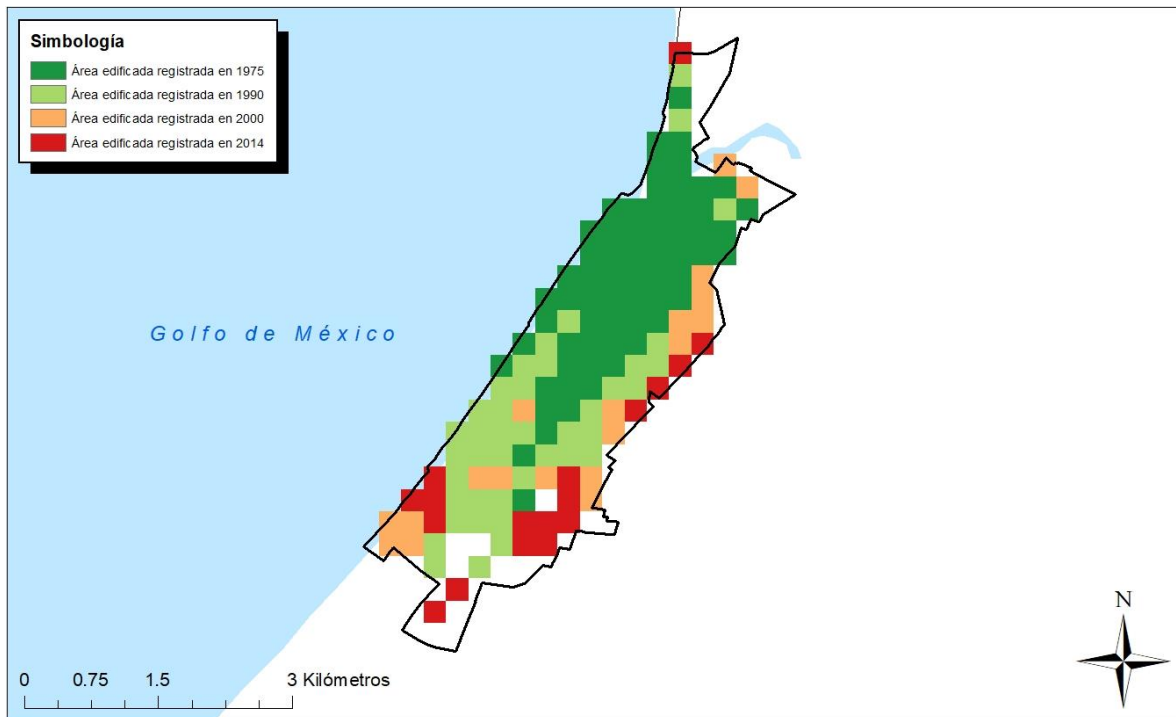 Simbología
Área edificada registrada en 1975
Área edificada registrada en 1990
Área edificada registrada en 2000
Área edificada registrada en 2014
Golfo de México
N
0 0.75 1.5 3 Kilómetros